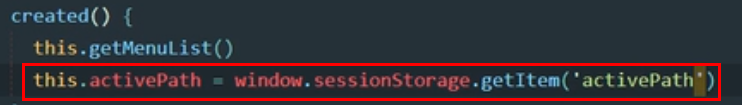 created() {
this.getMenuList()
this.activePath = window.sessionStorage.getItem('activePath')